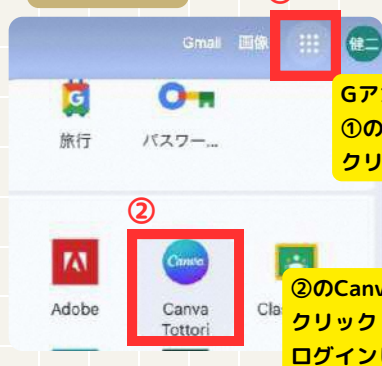 Gmail 画像 健二
旅行 パスワー...
Gア
①の
クリ
②
Canva
Adobe Canva Cla
Tottori
②のCanv
クリック
ログイン